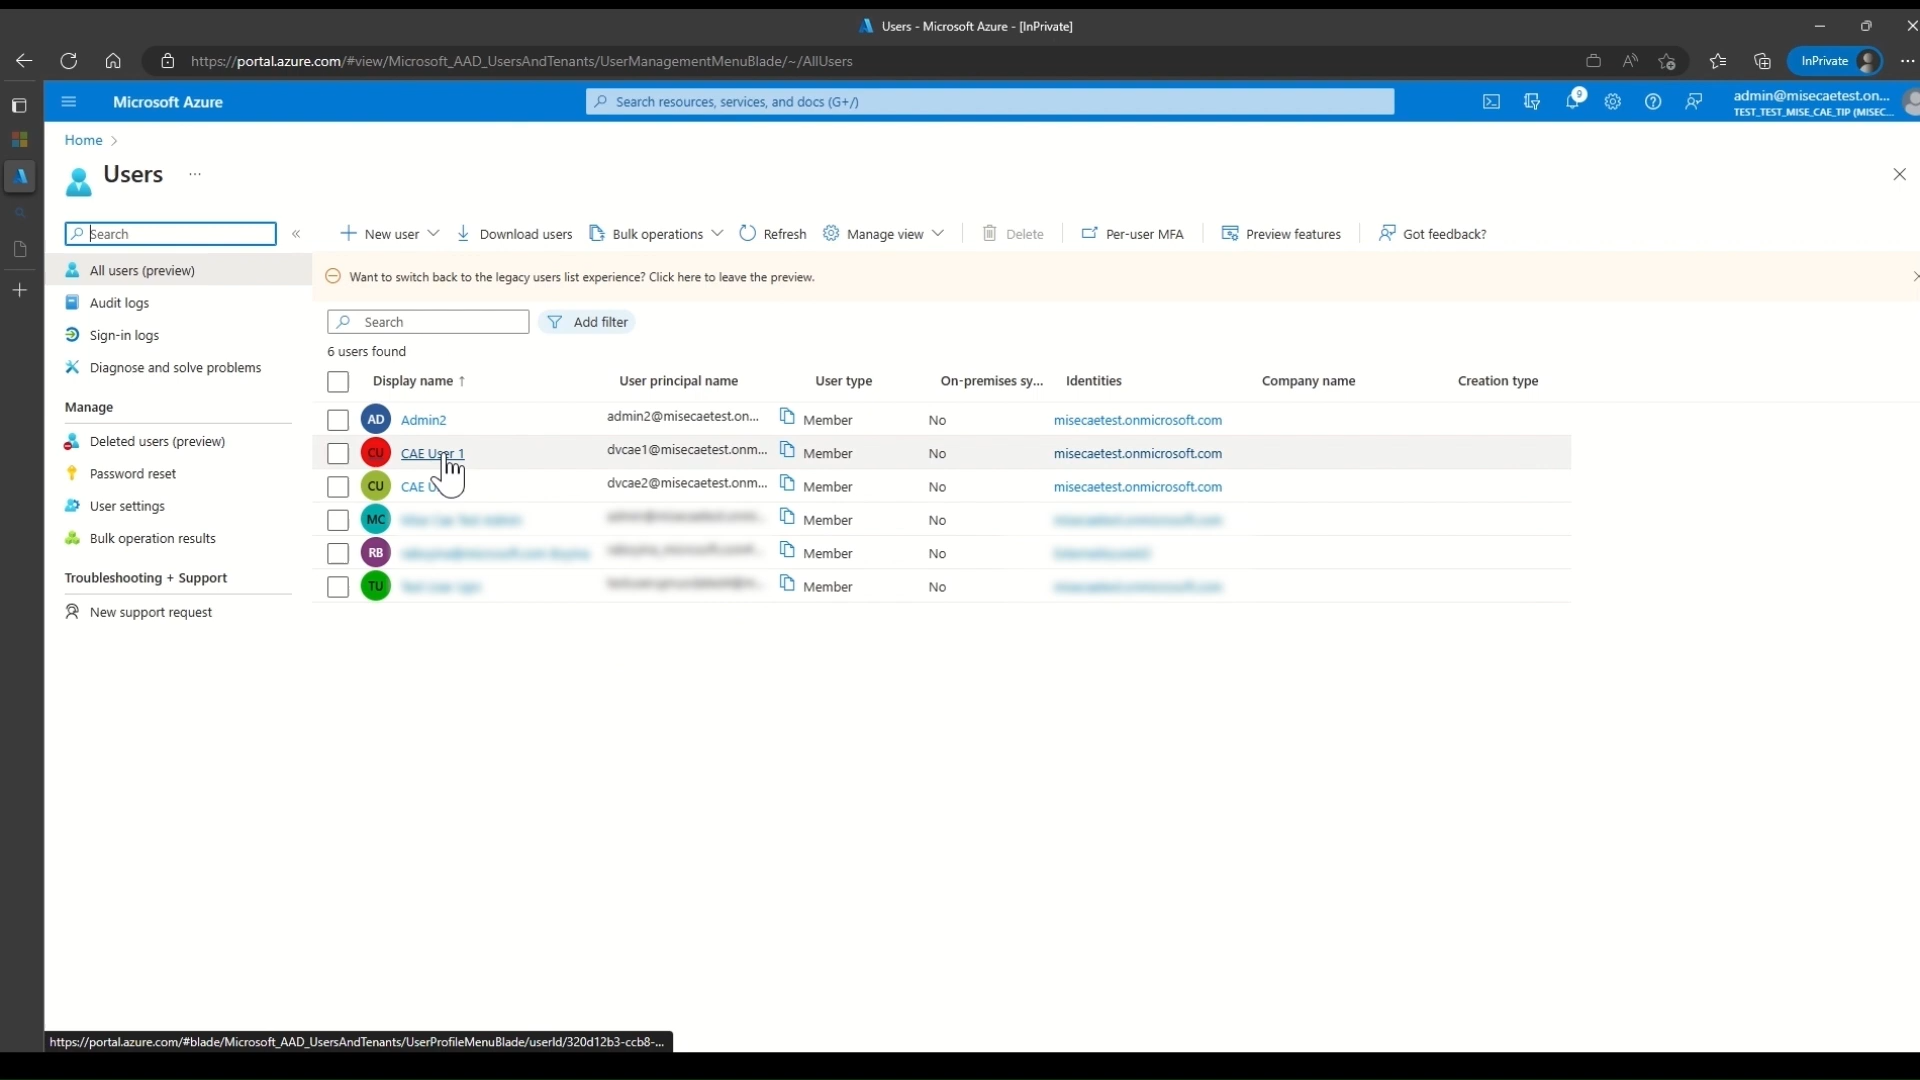 Users - Microsoft Azure - [InPrivate]
https://portal.azure.com/#view/Microsoft_AAD_UsersAndTenants/UserManagementMenuBlade/~/AllUsers
InPrivate
Microsoft Azure
Search resources, services, and docs (G+/)
9
admin@misecaetest.on...
TEST_TEST_MISE_CAE_TIP (MISEC...
Home
Users
...
Search
New user
Download users
Bulk operations
Refresh
Manage view
Delete
Per-user MFA
Preview features
Got feedback?
All users (preview)
Audit logs
Sign-in logs
Diagnose and solve problems
Manage
Deleted users (preview)
Password reset
User settings
Bulk operation results
Troubleshooting + Support
New support request
Want to switch back to the legacy users list experience? Click here to leave the preview.
Search
Add filter
6 users found
Display name ↑ User principal name User type On-premises sy... Identities Company name Creation type
AD Admin2 admin2@misecaetest.on... Member No misecaetest.onmicrosoft.com
CU CAE User 1 dvcae1@misecaetest.onm... Member No misecaetest.onmicrosoft.com
CU CAE dvcae2@misecaetest.onm... Member No misecaetest.onmicrosoft.com
MC Member No
RB Member No
TU Member No
https://portal.azure.com/#blade/Microsoft_AAD_UsersAndTenants/UserProfileMenuBlade/userId/320d12b3-ccb8-...